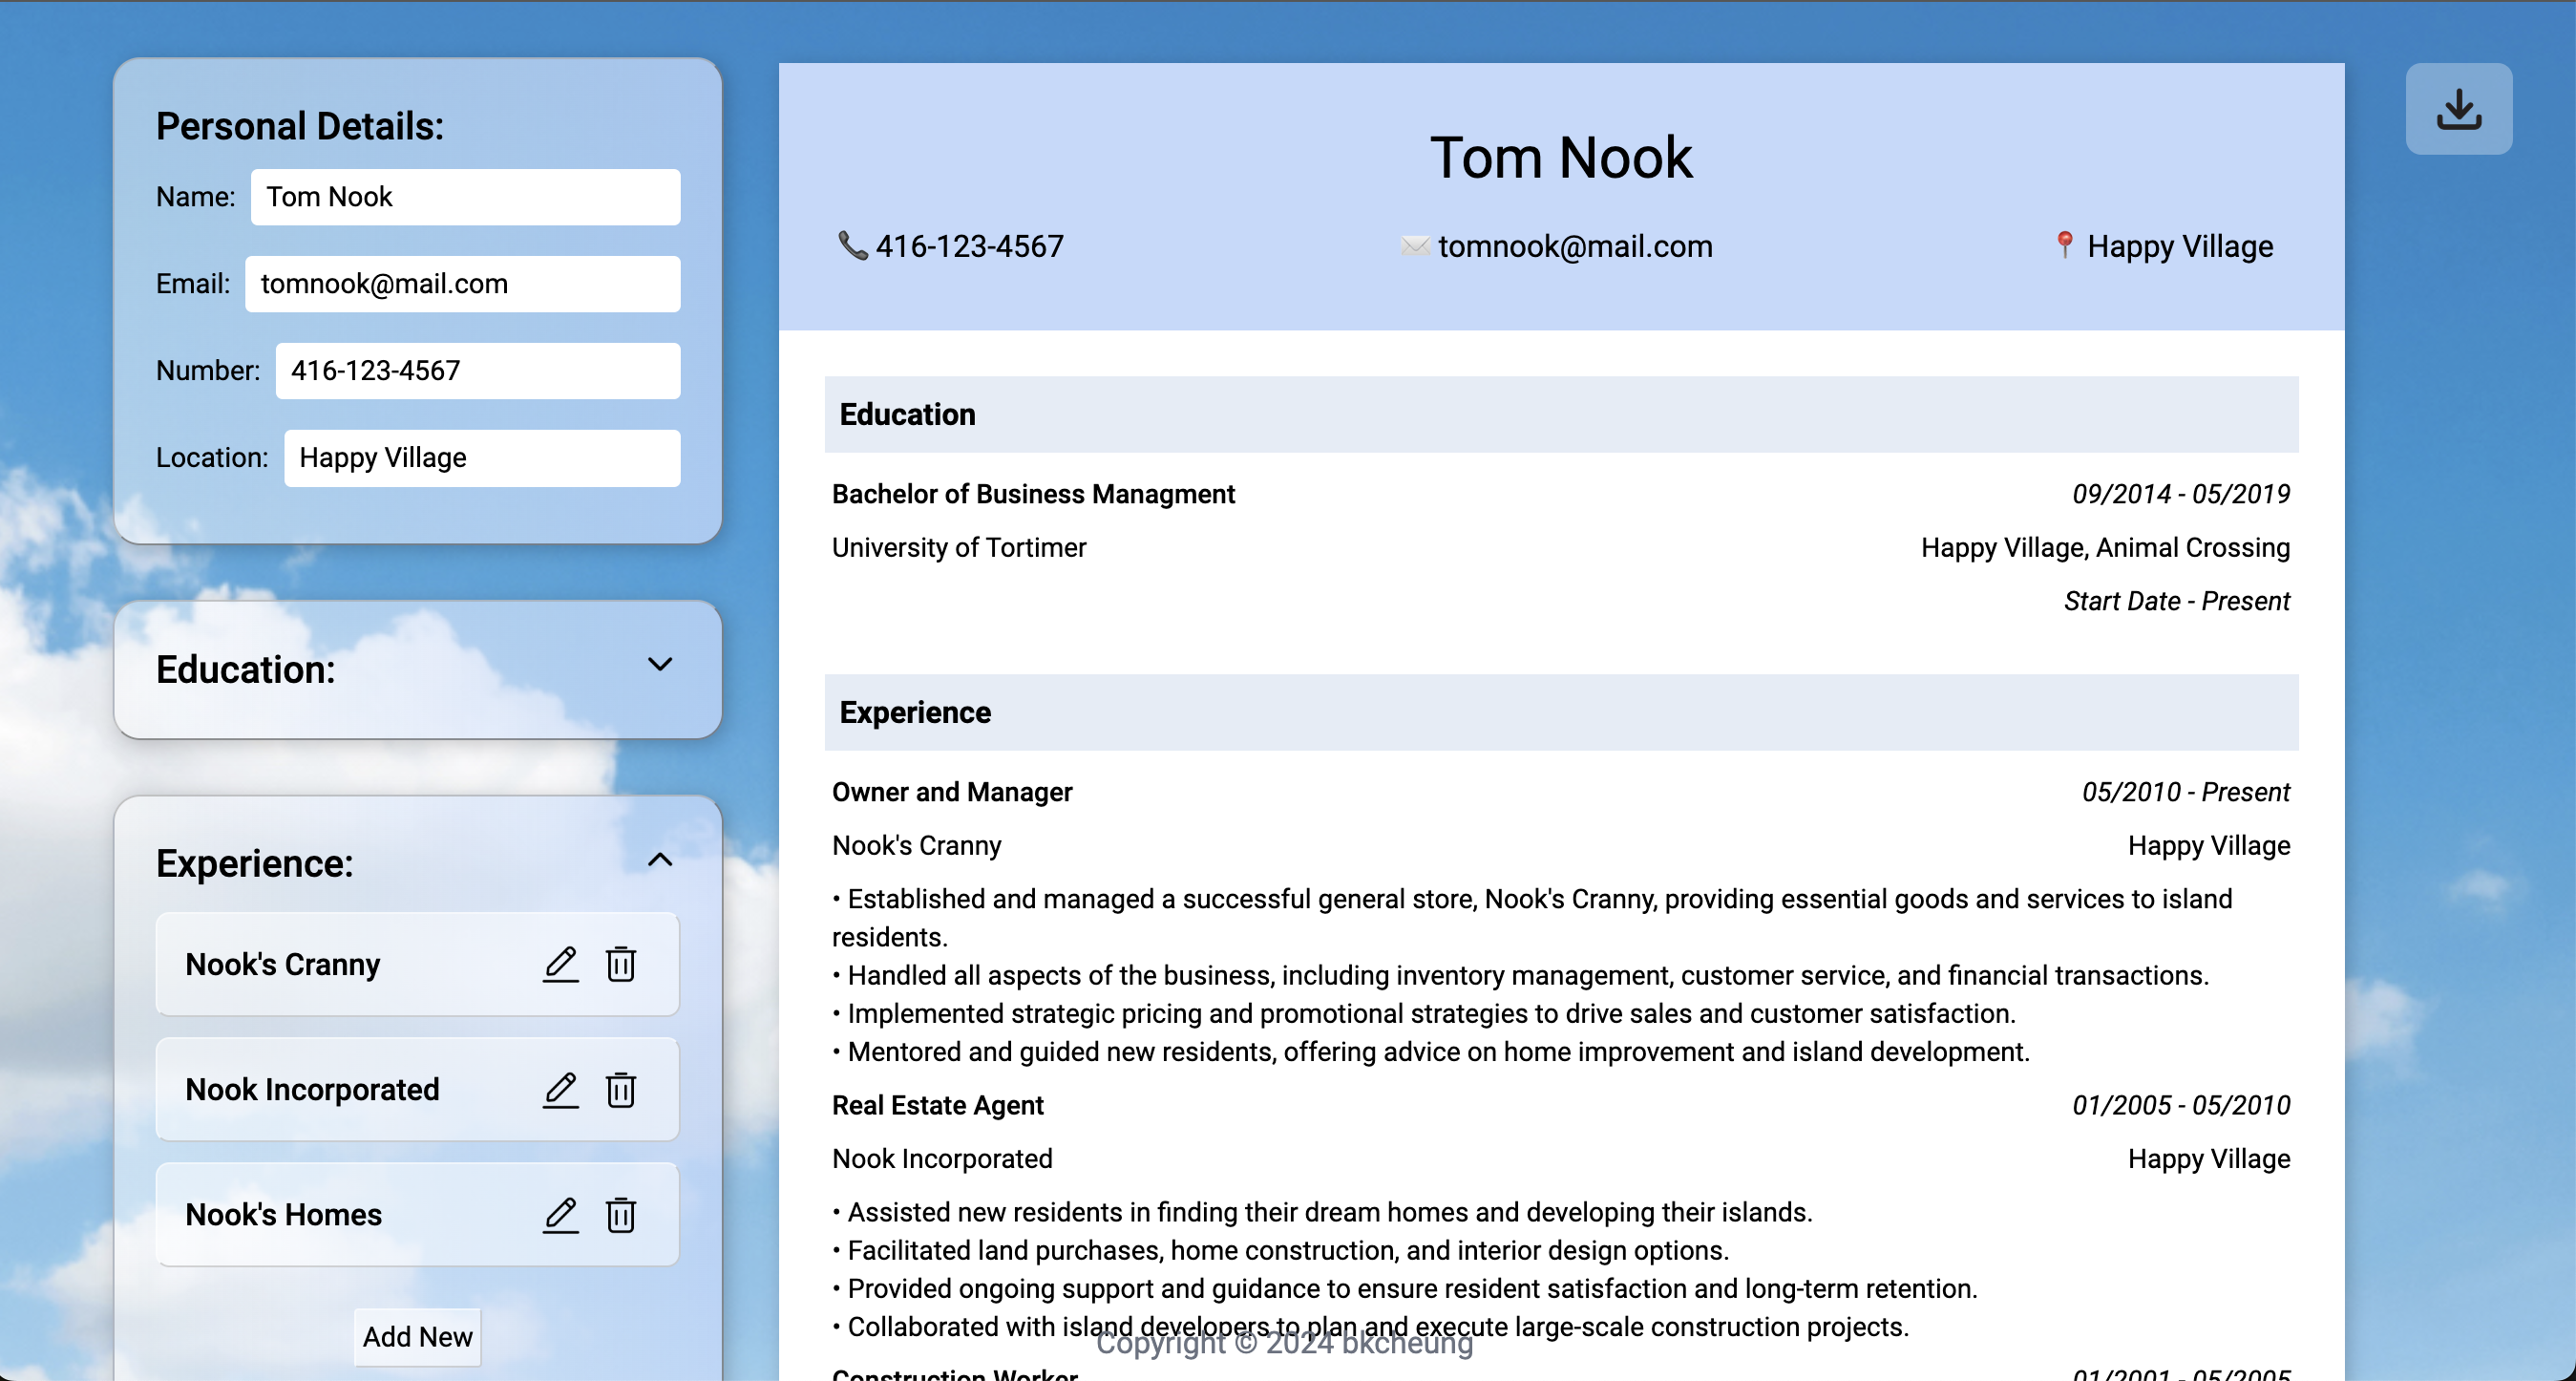 Personal Details:
Name: Tom Nook
Email: tomnook@mail.com
Number: 416-123-4567
Location: Happy Village
Education:
Experience:
Nook's Cranny
Nook Incorporated
Nook's Homes
Add New
Tom Nook
416-123-4567 tomnook@mail.com Happy Village
Education
Bachelor of Business Managment 09/2014 - 05/2019
University of Tortimer Happy Village, Animal Crossing
Start Date - Present
Experience
Owner and Manager 05/2010 - Present
Nook's Cranny Happy Village
• Established and managed a successful general store, Nook's Cranny, providing essential goods and services to island
residents.
• Handled all aspects of the business, including inventory management, customer service, and financial transactions.
• Implemented strategic pricing and promotional strategies to drive sales and customer satisfaction.
• Mentored and guided new residents, offering advice on home improvement and island development.
Real Estate Agent 01/2005 - 05/2010
Nook Incorporated Happy Village
• Assisted new residents in finding their dream homes and developing their islands.
• Facilitated land purchases, home construction, and interior design options.
• Provided ongoing support and guidance to ensure resident satisfaction and long-term retention.
• Collaborated with island developers to plan and execute large-scale construction projects.
Copyright © 2024 bkcheung
Construction Worker 01/2001 - 05/2005